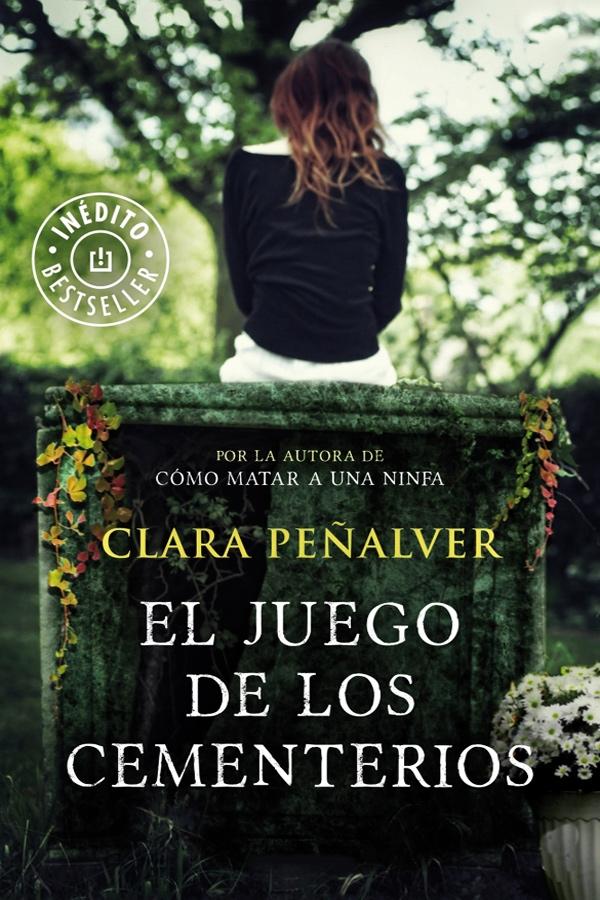 INÉDITO
BESTSELLER
POR LA AUTORA DE
CÓMO MATAR A UNA NINFA
CLARA PEÑALVER
EL JUEGO
DE LOS
CEMENTERIOS